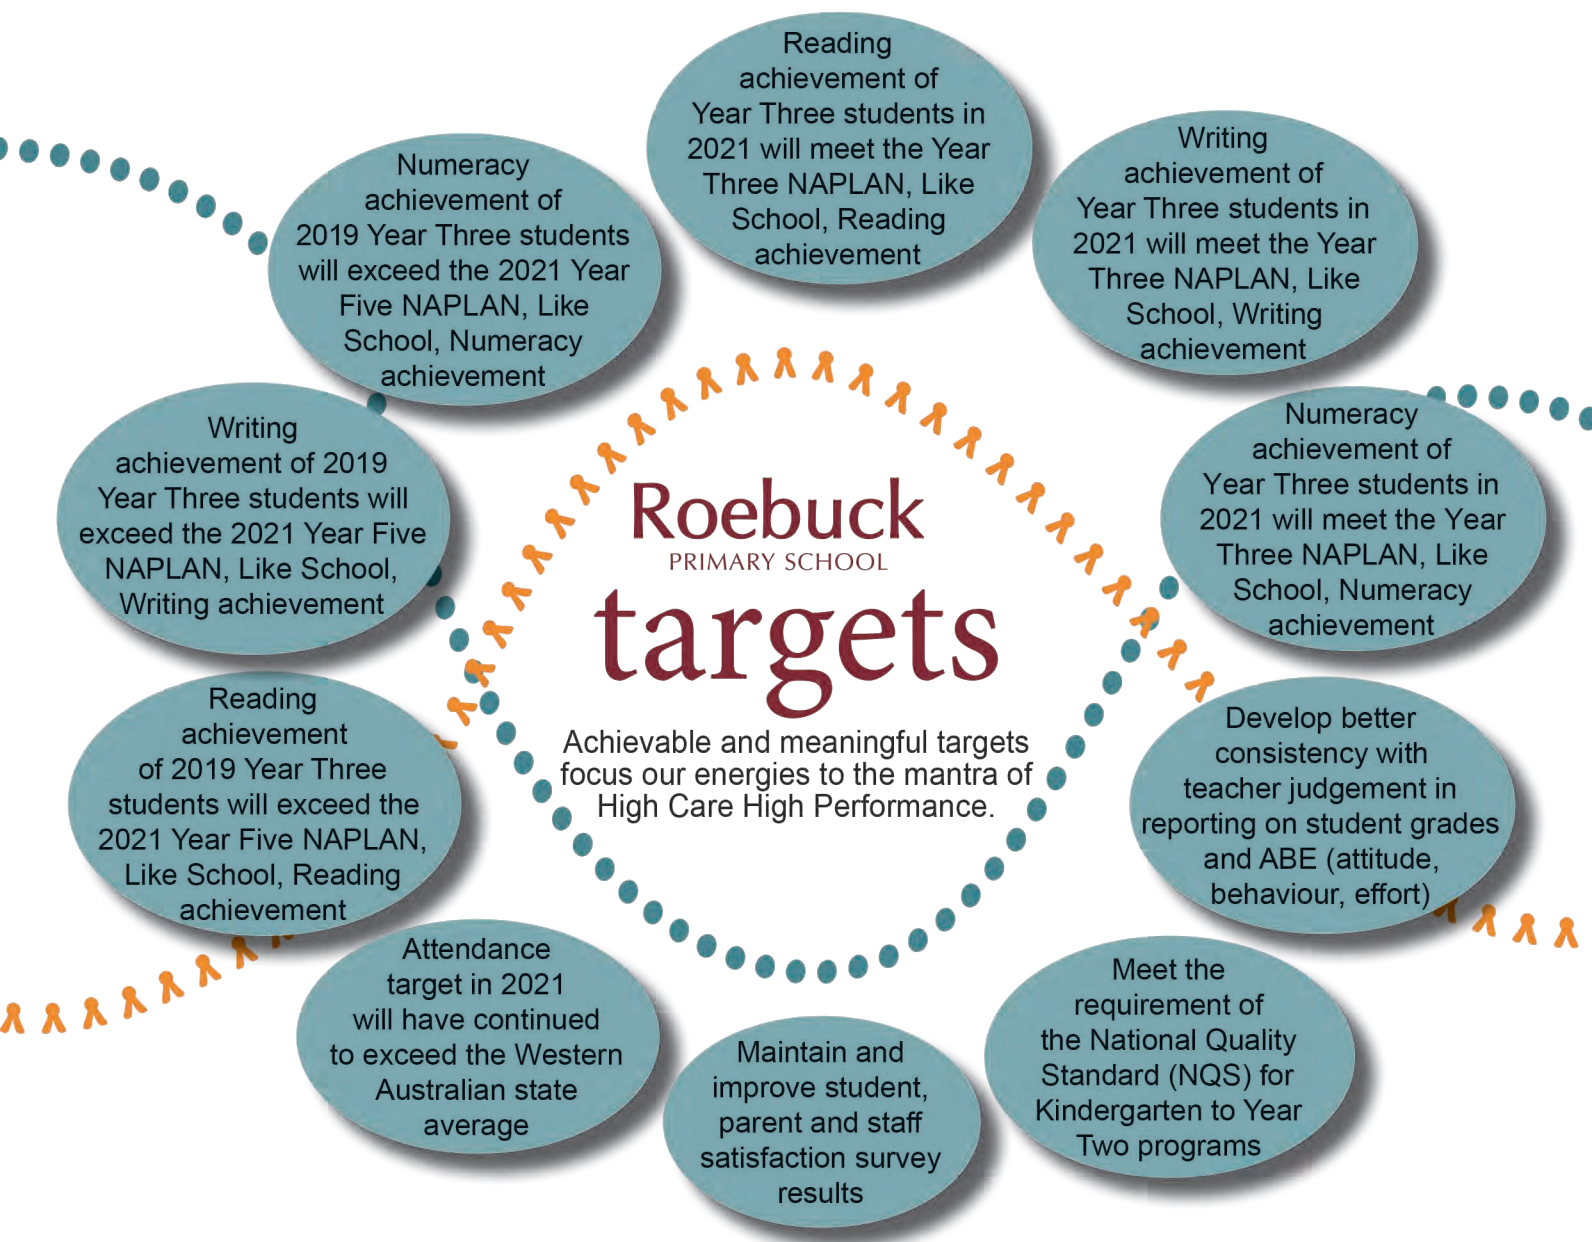 Reading
achievement of
Year Three students in
2021 will meet the Year
Three NAPLAN, Like
School, Reading
achievement
Writing
achievement of
Year Three students in
2021 will meet the Year
Three NAPLAN, Like
School, Writing
achievement
Numeracy
achievement of
Year Three students in
2021 will meet the Year
Three NAPLAN, Like
School, Numeracy
achievement
Develop better
consistency with
teacher judgement in
reporting on student grades
and ABE (attitude,
behaviour, effort)
Meet the
requirement of
the National Quality
Standard (NQS) for
Kindergarten to Year
Two programs
Maintain and
improve student,
parent and staff
satisfaction survey
results
Attendance
target in 2021
will have continued
to exceed the Western
Australian state
average
Reading
achievement
of 2019 Year Three
students will exceed the
2021 Year Five NAPLAN,
Like School, Reading
achievement
Writing
achievement of 2019
Year Three students will
exceed the 2021 Year Five
NAPLAN, Like School,
Writing achievement
Numeracy
achievement of
2019 Year Three students
will exceed the 2021 Year
Five NAPLAN, Like
School, Numeracy
achievement
Roebuck
PRIMARY SCHOOL
targets
Achievable and meaningful targets
focus our energies to the mantra of
High Care High Performance.